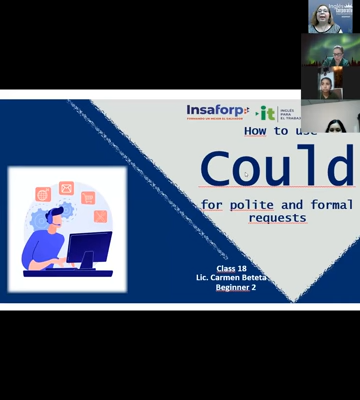 Insaforp
it
INGLÉS
PARA
EL TRABAJO
How to use
Could
for polite and formal
requests
Class 18
Lic. Carmen Beteta
Beginner 2